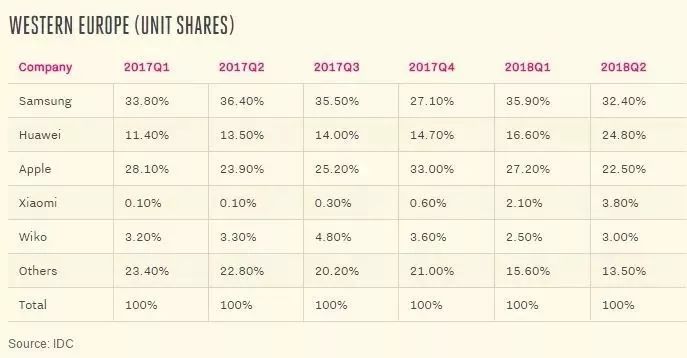 WESTERN EUROPE (UNIT SHARES)
Company 2017Q1 2017Q2 2017Q3 2017Q4 2018Q1 2018Q2
Samsung 33.80% 36.40% 35.50% 27.10% 35.90% 32.40%
Huawei 11.40% 13.50% 14.00% 14.70% 16.60% 24.80%
Apple 28.10% 23.90% 25.20% 33.00% 27.20% 22.50%
Xiaomi 0.10% 0.10% 0.30% 0.60% 2.10% 3.80%
Wiko 3.20% 3.30% 4.80% 3.60% 2.50% 3.00%
Others 23.40% 22.80% 20.20% 21.00% 15.60% 13.50%
Total 100% 100% 100% 100% 100% 100%
Source: IDC